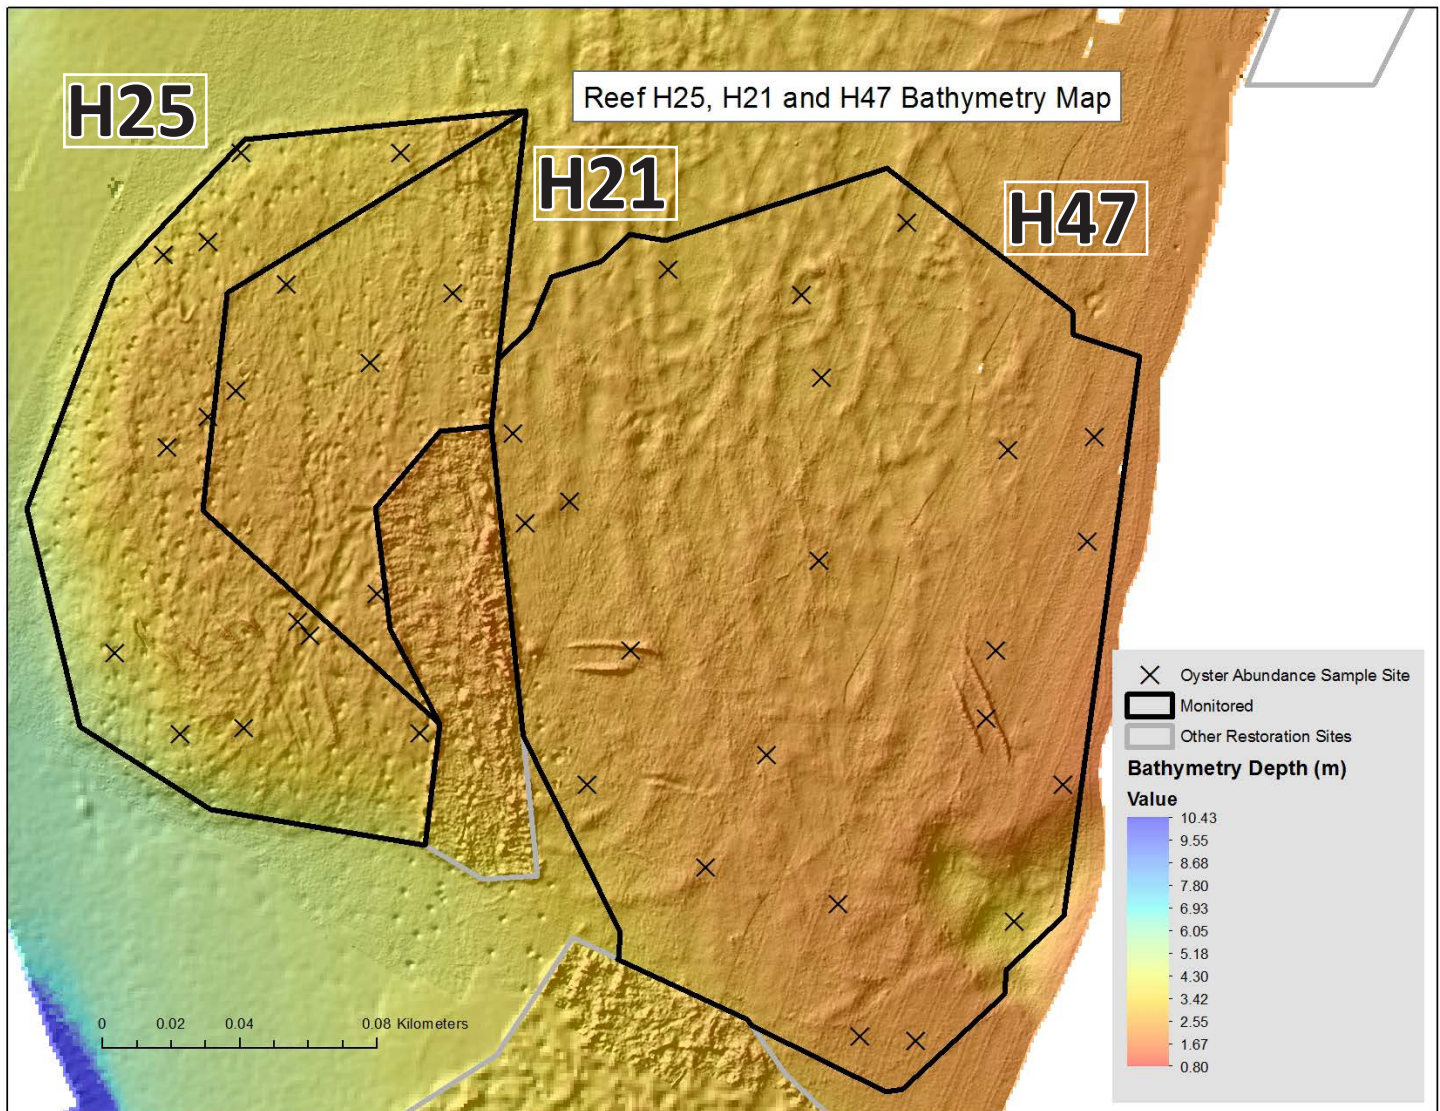 H25
Reef H25, H21 and H47 Bathymetry Map
H21
H47
Oyster Abundance Sample Site
Monitored
Other Restoration Sites
Bathymetry Depth (m)
Value
10.43
9.55
8.68
7.80
6.93
6.05
5.18
4.30
3.42
2.55
1.67
0.80
0 0.02 0.04 0.08 Kilometers